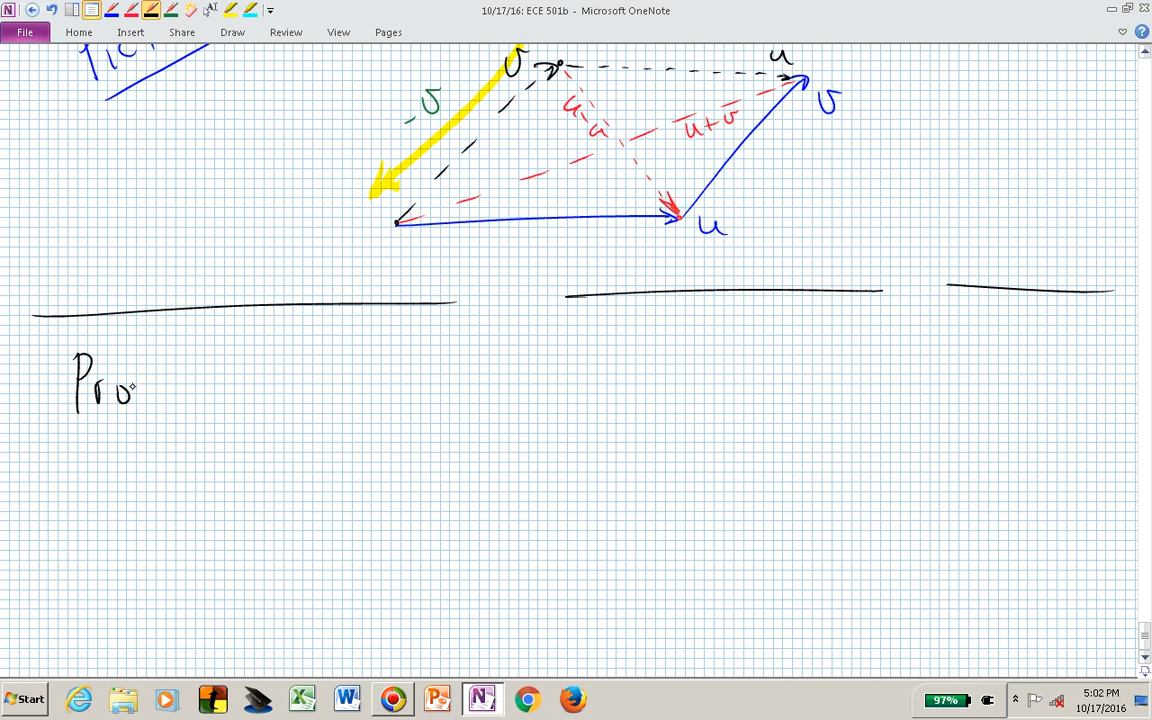 10/17/16: ECE 501b - Microsoft OneNote
File Home Insert Share Draw Review View Pages
u
v
-v
v
u + v
u
Pro
Start
97%
5:02 PM
10/17/2016